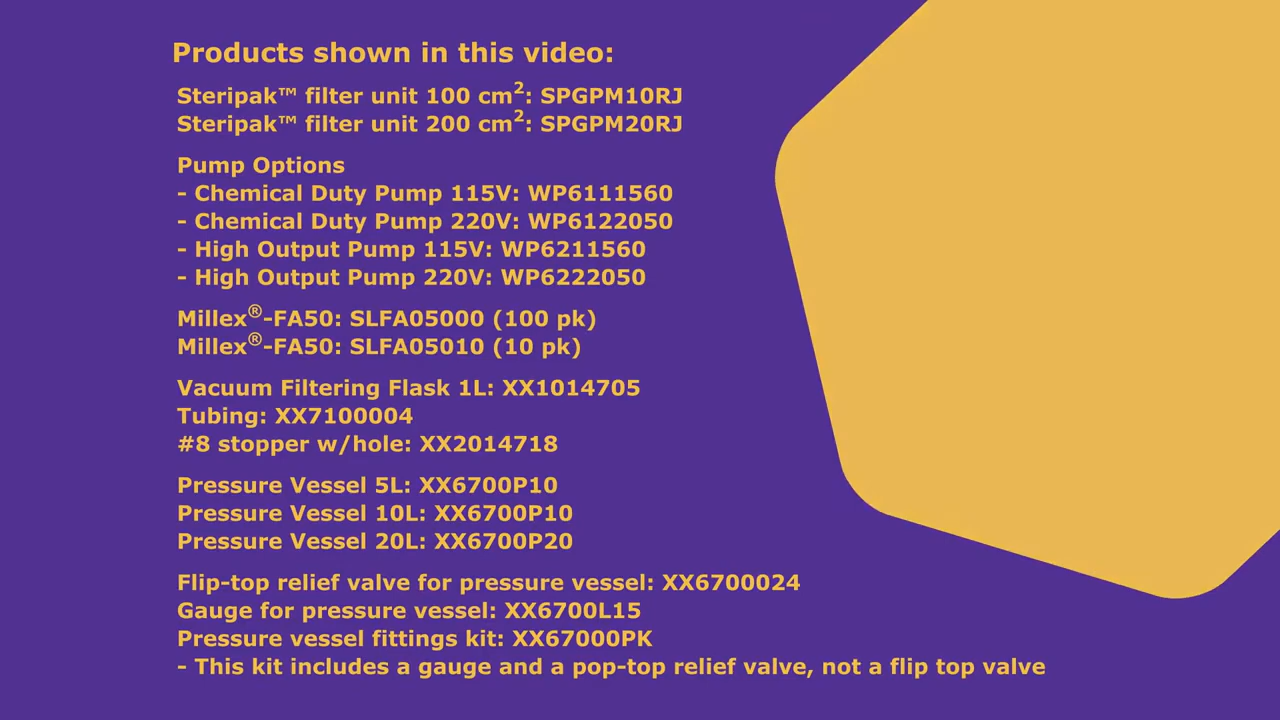 Products shown in this video:
Steripak™ filter unit 100 cm²: SPGPM10RJ
Steripak™ filter unit 200 cm²: SPGPM20RJ
Pump Options
- Chemical Duty Pump 115V: WP6111560
- Chemical Duty Pump 220V: WP6122050
- High Output Pump 115V: WP6211560
- High Output Pump 220V: WP6222050
Millex®-FA50: SLFA05000 (100 pk)
Millex®-FA50: SLFA05010 (10 pk)
Vacuum Filtering Flask 1L: XX1014705
Tubing: XX7100004
#8 stopper w/hole: XX2014718
Pressure Vessel 5L: XX6700P10
Pressure Vessel 10L: XX6700P10
Pressure Vessel 20L: XX6700P20
Flip-top relief valve for pressure vessel: XX6700024
Gauge for pressure vessel: XX6700L15
Pressure vessel fittings kit: XX67000PK
- This kit includes a gauge and a pop-top relief valve, not a flip top valve